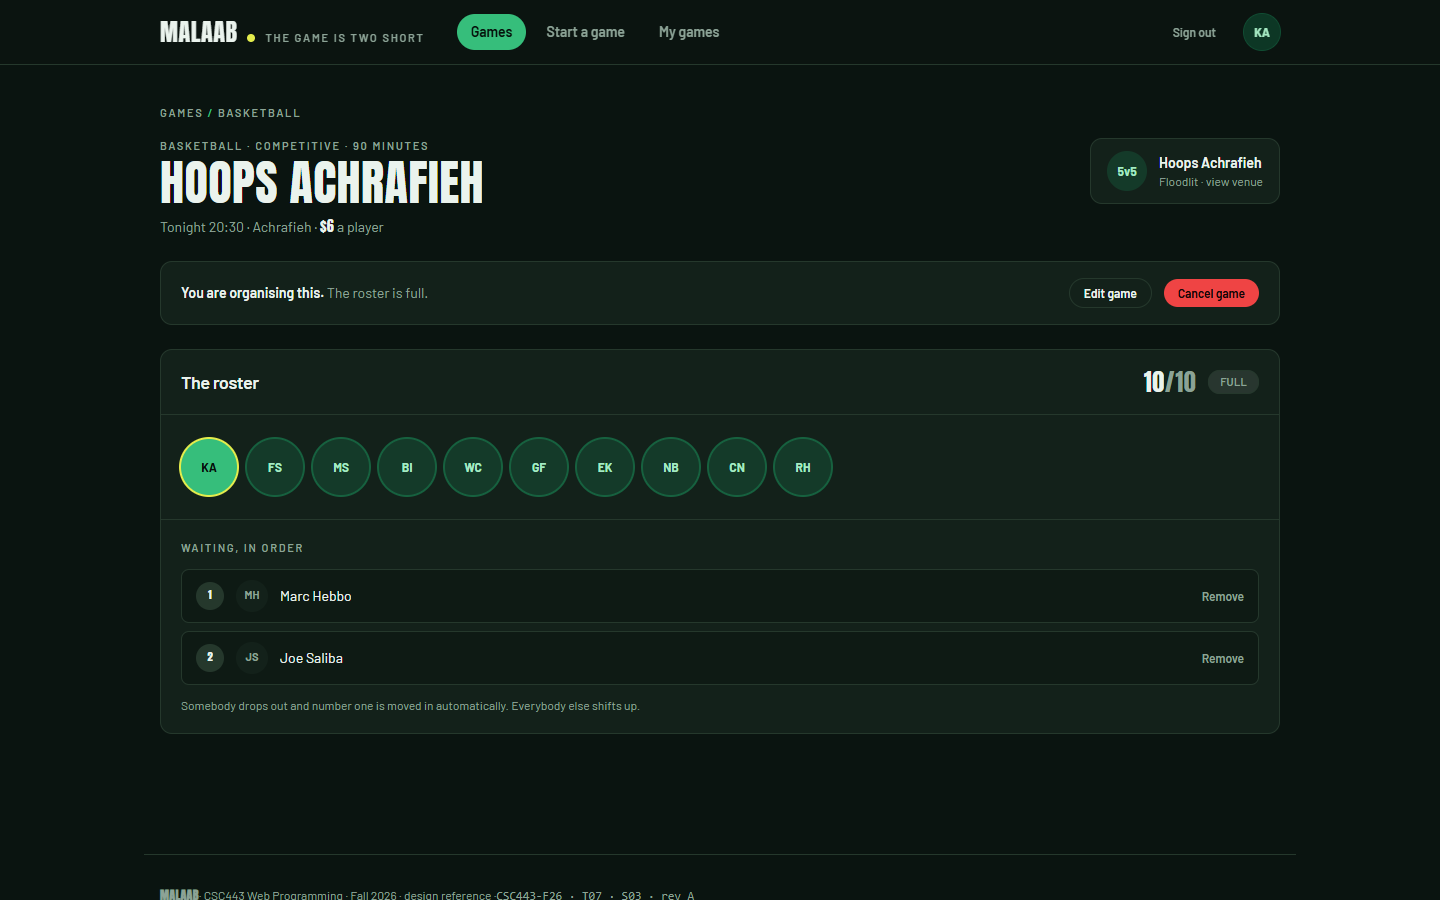 MALAAB THE GAME IS TWO SHORT Games Start a game My games Sign out KA
GAMES / BASKETBALL
BASKETBALL · COMPETITIVE · 90 MINUTES
HOOPS ACHRAFIEH
Tonight 20:30 · Achrafieh · $6 a player
5v5
Hoops Achrafieh
Floodlit · view venue
You are organising this. The roster is full. Edit game Cancel game
The roster 10/10 FULL
KA FS MS BI WC GF EK NB CN RH
WAITING, IN ORDER
1 MH Marc Hebbo Remove
2 JS Joe Saliba Remove
Somebody drops out and number one is moved in automatically. Everybody else shifts up.
MALAAB · CSC443 Web Programming · Fall 2026 · design reference · CSC443-F26 · T07 · S03 · rev A